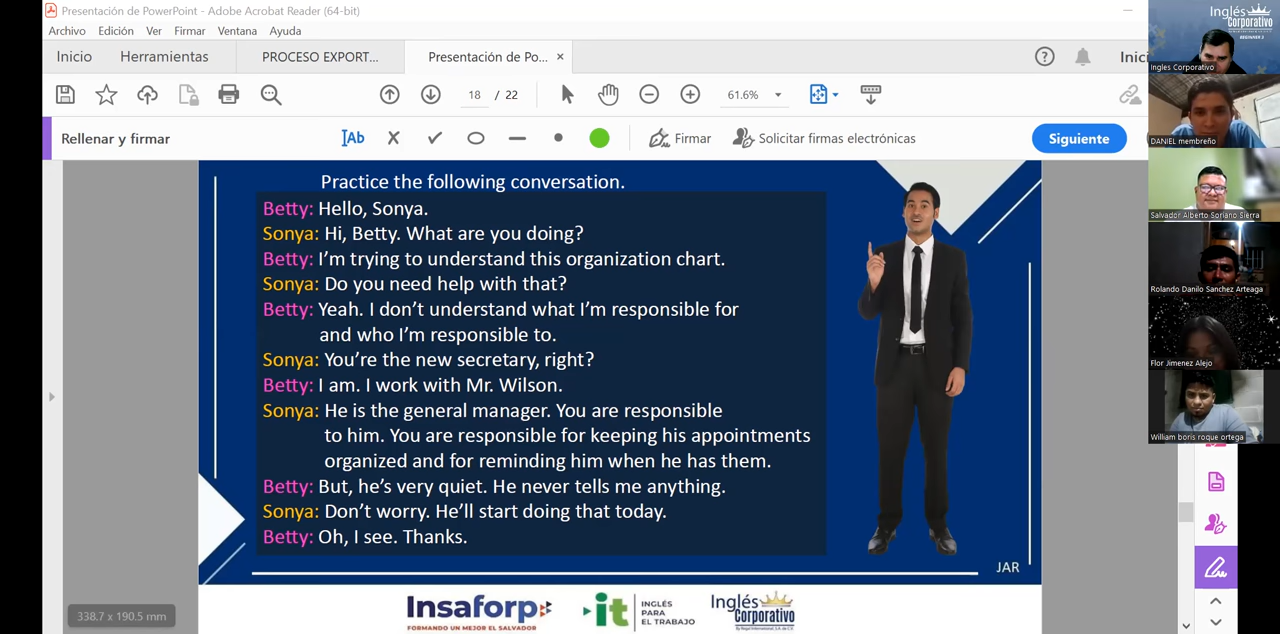 Presentación de PowerPoint - Adobe Acrobat Reader (64-bit)
Archivo Edición Ver Firmar Ventana Ayuda
Inicio Herramientas PROCESO EXPORT... Presentación de Po... × Inici
18 / 22 61.6%
Rellenar y firmar Ab Firmar Solicitar firmas electrónicas Siguiente
Practice the following conversation.
Betty: Hello, Sonya.
Sonya: Hi, Betty. What are you doing?
Betty: I'm trying to understand this organization chart.
Sonya: Do you need help with that?
Betty: Yeah. I don't understand what I'm responsible for
and who I'm responsible to.
Sonya: You're the new secretary, right?
Betty: I am. I work with Mr. Wilson.
Sonya: He is the general manager. You are responsible
to him. You are responsible for keeping his appointments
organized and for reminding him when he has them.
Betty: But, he's very quiet. He never tells me anything.
Sonya: Don't worry. He'll start doing that today.
Betty: Oh, I see. Thanks.
JAR
338.7 x 190.5 mm
Insaforp
FORMANDO UN MEJOR EL SALVADOR
it INGLÉS
PARA
EL TRABAJO
Inglés
Corporativo
Inglés
Corporativo
BEGINNER 2
Ingles Corporativo
DANIEL membreño
Salvador Alberto Soriano Sierra
Rolando Danilo Sanchez Arteaga
Flor Jimenez Alejo
William boris roque ortega